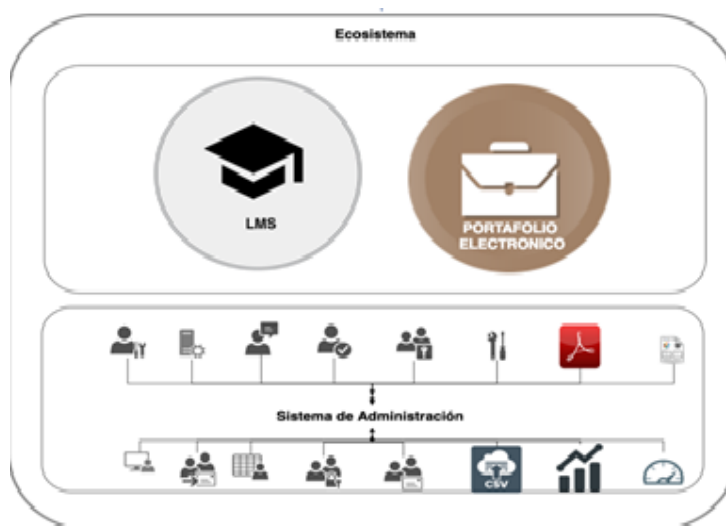 Ecosistema
LMS
PORTAFOLIO
ELECTRÓNICO
Sistema de Administración
CSV